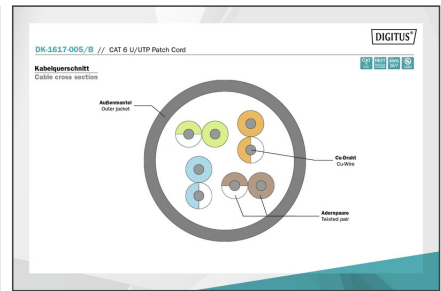 DIGITUS®
DK-1617-005/B // CAT 6 U/UTP Patch Cord
Kabelquerschnitt
Cable cross section
Außenmantel
Outer jacket
Cu-Draht
Cu-Wire
Adernpaare
Twisted pair